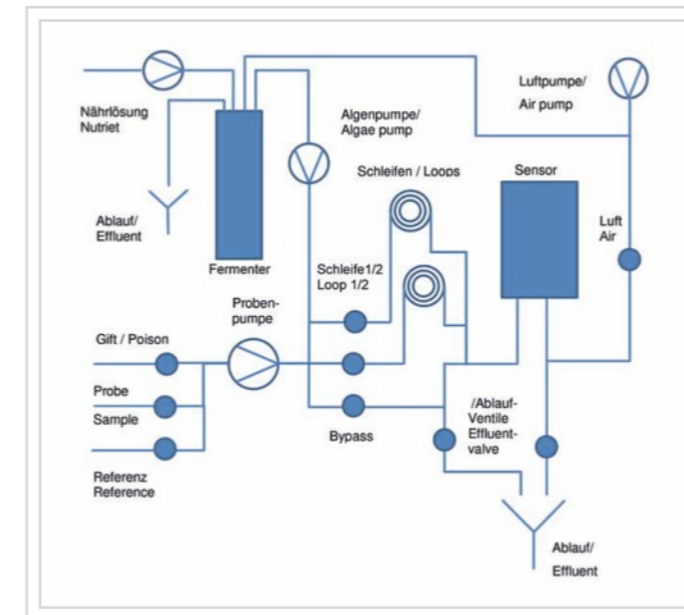 Nährlösung
Nutriet
Ablauf/
Effluent
Fermenter
Algenpumpe/
Algae pump
Luftpumpe/
Air pump
Schleifen / Loops
Sensor
Luft
Air
Schleife1/2
Loop 1/2
Proben-
pumpe
Gift / Poison
Probe
Sample
Referenz
Reference
Bypass
/Ablauf-
Ventile
Effluent-
valve
Ablauf/
Effluent